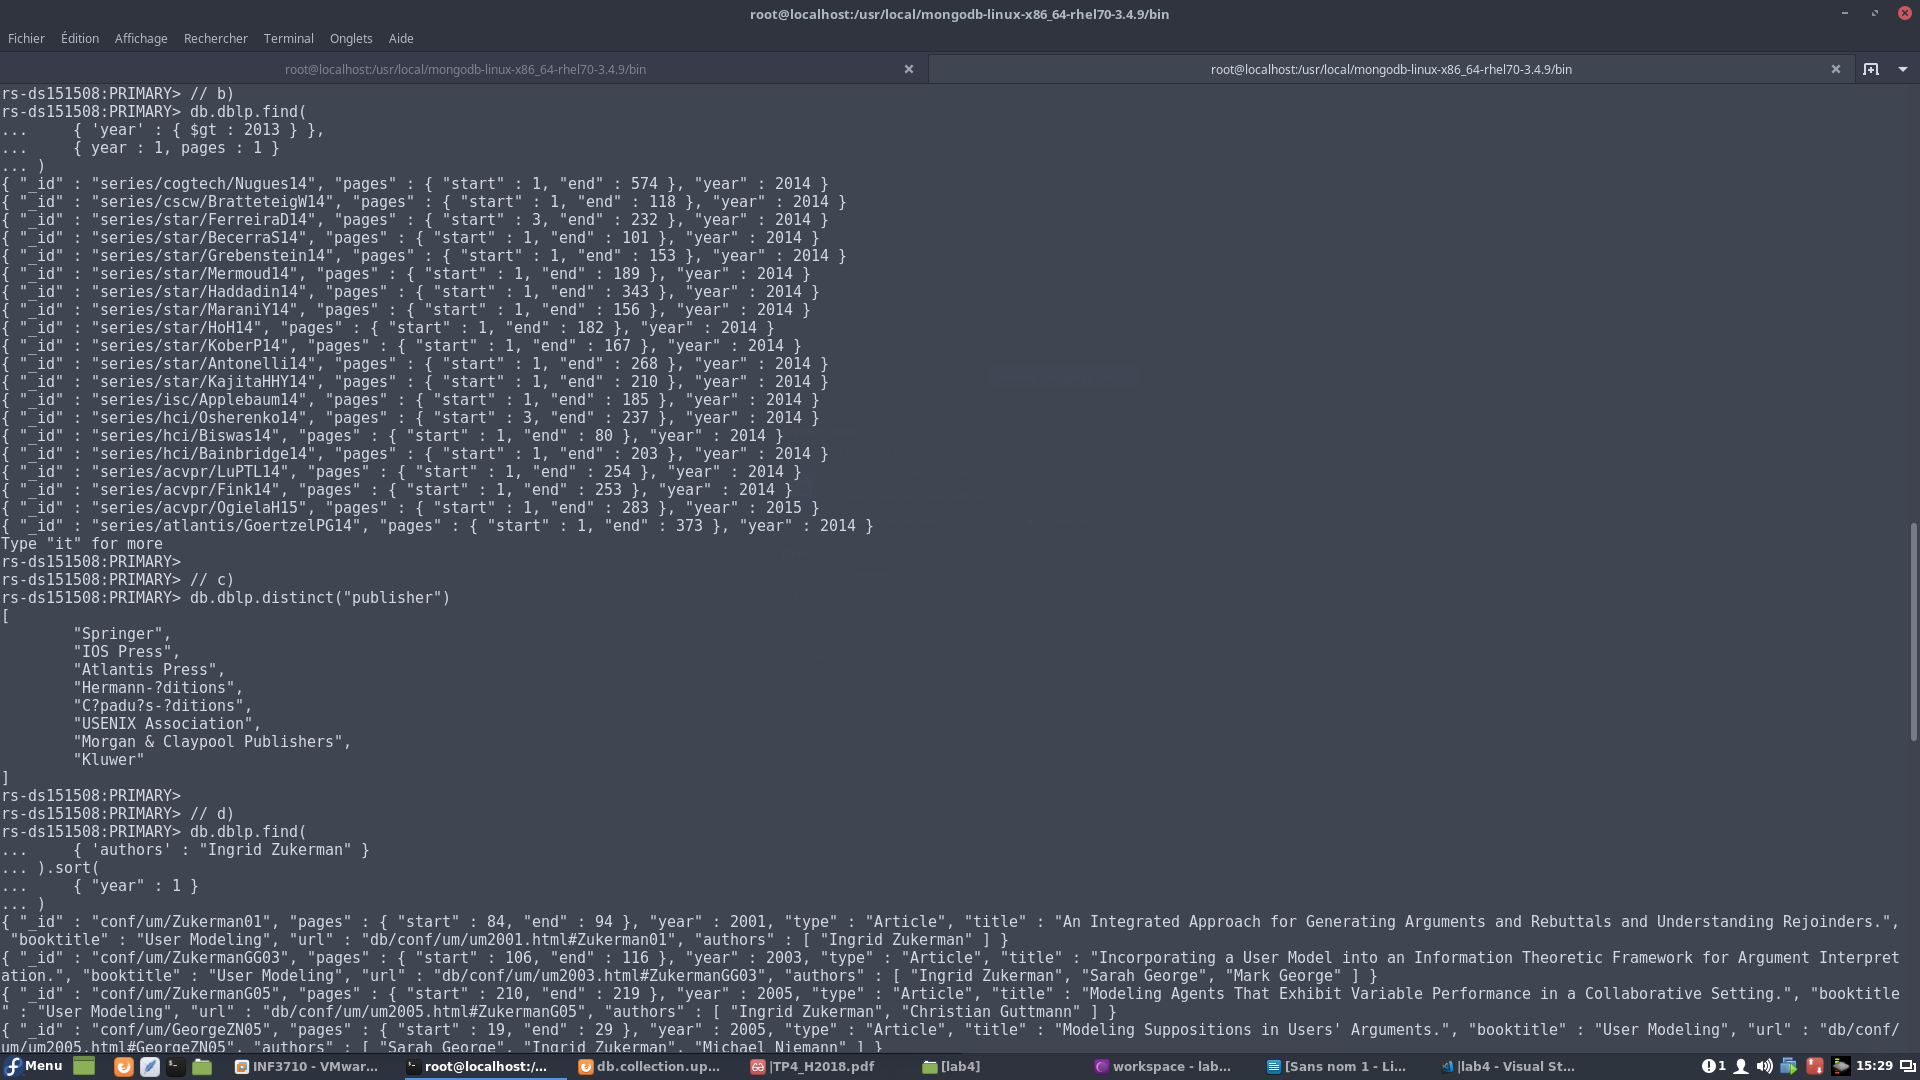 root@localhost:/usr/local/mongodb-linux-x86_64-rhel70-3.4.9/bin
Fichier Édition Affichage Rechercher Terminal Onglets Aide
root@localhost:/usr/local/mongodb-linux-x86_64-rhel70-3.4.9/bin root@localhost:/usr/local/mongodb-linux-x86_64-rhel70-3.4.9/bin
rs-ds151508:PRIMARY> // b)
rs-ds151508:PRIMARY> db.dblp.find(
...     { 'year' : { $gt : 2013 } },
...     { year : 1, pages : 1 }
... )
{ "_id" : "series/cogtech/Nugues14", "pages" : { "start" : 1, "end" : 574 }, "year" : 2014 }
{ "_id" : "series/cscw/BratteteigW14", "pages" : { "start" : 1, "end" : 118 }, "year" : 2014 }
{ "_id" : "series/star/FerreiraD14", "pages" : { "start" : 3, "end" : 232 }, "year" : 2014 }
{ "_id" : "series/star/BecerraS14", "pages" : { "start" : 1, "end" : 101 }, "year" : 2014 }
{ "_id" : "series/star/Grebenstein14", "pages" : { "start" : 1, "end" : 153 }, "year" : 2014 }
{ "_id" : "series/star/Mermoud14", "pages" : { "start" : 1, "end" : 189 }, "year" : 2014 }
{ "_id" : "series/star/Haddadin14", "pages" : { "start" : 1, "end" : 343 }, "year" : 2014 }
{ "_id" : "series/star/MaraniY14", "pages" : { "start" : 1, "end" : 156 }, "year" : 2014 }
{ "_id" : "series/star/HoH14", "pages" : { "start" : 1, "end" : 182 }, "year" : 2014 }
{ "_id" : "series/star/KoberP14", "pages" : { "start" : 1, "end" : 167 }, "year" : 2014 }
{ "_id" : "series/star/Antonelli14", "pages" : { "start" : 1, "end" : 268 }, "year" : 2014 }
{ "_id" : "series/star/KajitaHHY14", "pages" : { "start" : 1, "end" : 210 }, "year" : 2014 }
{ "_id" : "series/isc/Applebaum14", "pages" : { "start" : 1, "end" : 185 }, "year" : 2014 }
{ "_id" : "series/hci/Osherenko14", "pages" : { "start" : 3, "end" : 237 }, "year" : 2014 }
{ "_id" : "series/hci/Biswas14", "pages" : { "start" : 1, "end" : 80 }, "year" : 2014 }
{ "_id" : "series/hci/Bainbridge14", "pages" : { "start" : 1, "end" : 203 }, "year" : 2014 }
{ "_id" : "series/acvpr/LuPTL14", "pages" : { "start" : 1, "end" : 254 }, "year" : 2014 }
{ "_id" : "series/acvpr/Fink14", "pages" : { "start" : 1, "end" : 253 }, "year" : 2014 }
{ "_id" : "series/acvpr/OgielaH15", "pages" : { "start" : 1, "end" : 283 }, "year" : 2015 }
{ "_id" : "series/atlantis/GoertzelPG14", "pages" : { "start" : 1, "end" : 373 }, "year" : 2014 }
Type "it" for more
rs-ds151508:PRIMARY>
rs-ds151508:PRIMARY> // c)
rs-ds151508:PRIMARY> db.dblp.distinct("publisher")
[
        "Springer",
        "IOS Press",
        "Atlantis Press",
        "Hermann-?ditions",
        "C?padu?s-?ditions",
        "USENIX Association",
        "Morgan & Claypool Publishers",
        "Kluwer"
]
rs-ds151508:PRIMARY>
rs-ds151508:PRIMARY> // d)
rs-ds151508:PRIMARY> db.dblp.find(
...     { 'authors' : "Ingrid Zukerman" }
... ).sort(
...     { "year" : 1 }
... )
{ "_id" : "conf/um/Zukerman01", "pages" : { "start" : 84, "end" : 94 }, "year" : 2001, "type" : "Article", "title" : "An Integrated Approach for Generating Arguments and Rebuttals and Understanding Rejoinders.",
 "booktitle" : "User Modeling", "url" : "db/conf/um/um2001.html#Zukerman01", "authors" : [ "Ingrid Zukerman" ] }
{ "_id" : "conf/um/ZukermanGG03", "pages" : { "start" : 106, "end" : 116 }, "year" : 2003, "type" : "Article", "title" : "Incorporating a User Model into an Information Theoretic Framework for Argument Interpret
ation.", "booktitle" : "User Modeling", "url" : "db/conf/um/um2003.html#ZukermanGG03", "authors" : [ "Ingrid Zukerman", "Sarah George", "Mark George" ] }
{ "_id" : "conf/um/ZukermanG05", "pages" : { "start" : 210, "end" : 219 }, "year" : 2005, "type" : "Article", "title" : "Modeling Agents That Exhibit Variable Performance in a Collaborative Setting.", "booktitle
" : "User Modeling", "url" : "db/conf/um/um2005.html#ZukermanG05", "authors" : [ "Ingrid Zukerman", "Christian Guttmann" ] }
{ "_id" : "conf/um/GeorgeZN05", "pages" : { "start" : 19, "end" : 29 }, "year" : 2005, "type" : "Article", "title" : "Modeling Suppositions in Users' Arguments.", "booktitle" : "User Modeling", "url" : "db/conf/
um/um2005.html#GeorgeZN05", "authors" : [ "Sarah George", "Ingrid Zukerman", "Michael Niemann" ] }
Menu INF3710 - VMwar... root@localhost:/... db.collection.up... |TP4_H2018.pdf [lab4] workspace - lab... [Sans nom 1 - Li... |lab4 - Visual St... 1 15:29